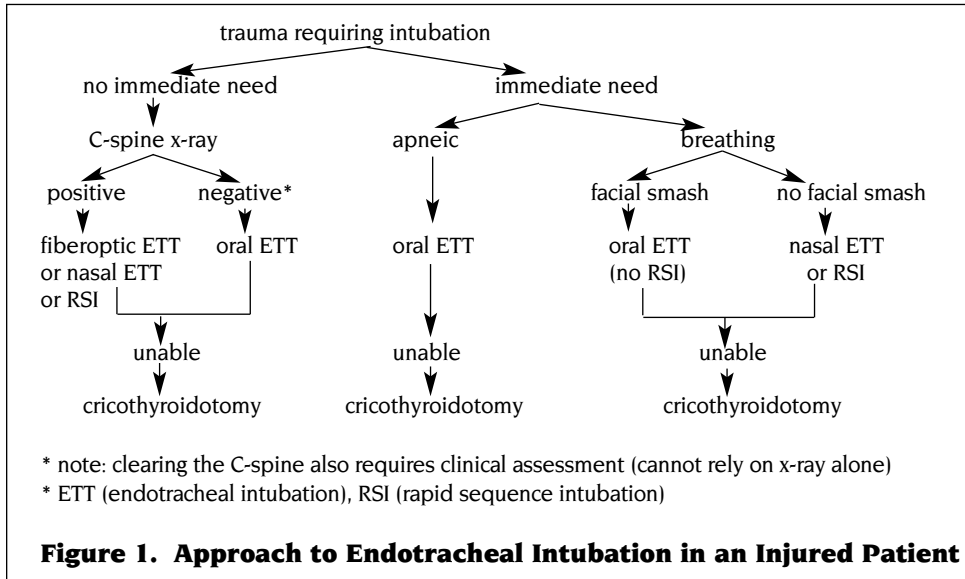 trauma requiring intubation
no immediate need immediate need
C-spine x-ray apneic breathing
positive negative* facial smash no facial smash
fiberoptic ETT oral ETT oral ETT oral ETT nasal ETT
or nasal ETT (no RSI) or RSI
or RSI
unable unable unable
cricothyroidotomy cricothyroidotomy cricothyroidotomy
* note: clearing the C-spine also requires clinical assessment (cannot rely on x-ray alone)
* ETT (endotracheal intubation), RSI (rapid sequence intubation)
Figure 1. Approach to Endotracheal Intubation in an Injured Patient